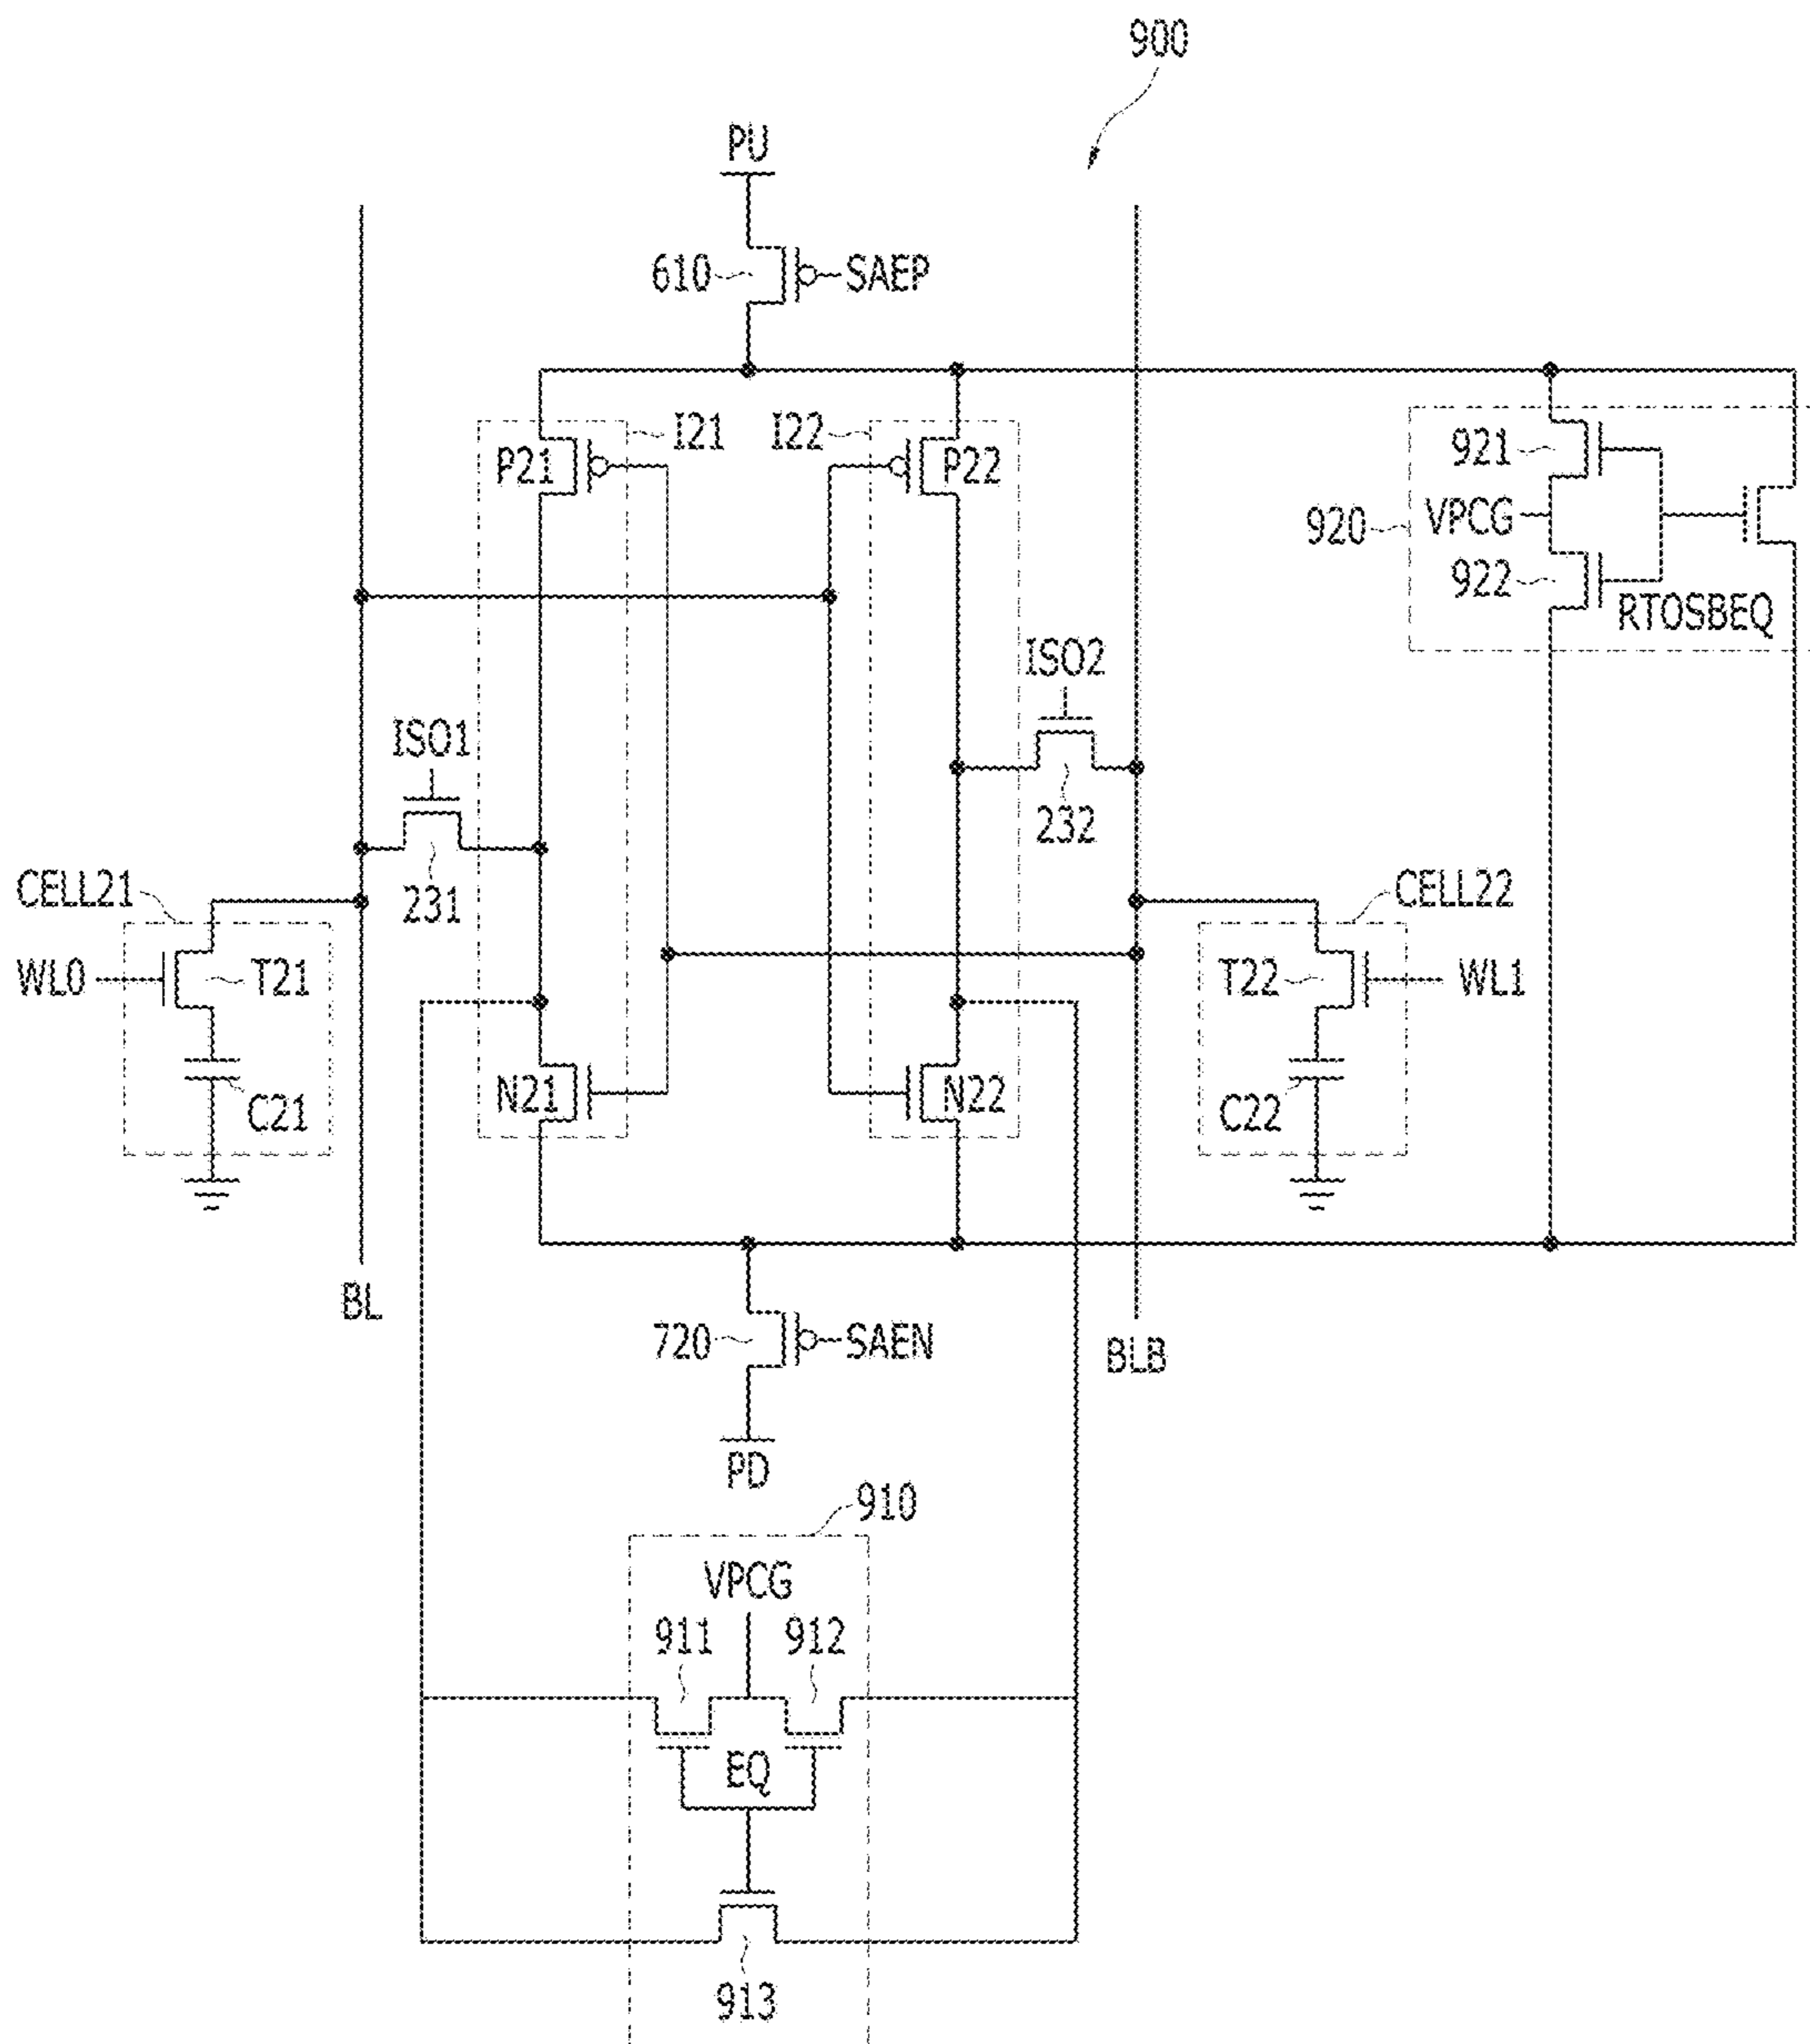 900
PU
610
SAEP
I21
I22
P21
P22
921
VPCG
920
922
RTOSBEQ
ISO2
ISO1
232
CELL21
231
CELL22
WL0
T21
T22
WL1
N21
N22
C21
C22
BL
720
SAEN
BLB
PD
910
VPCG
911
912
EQ
913